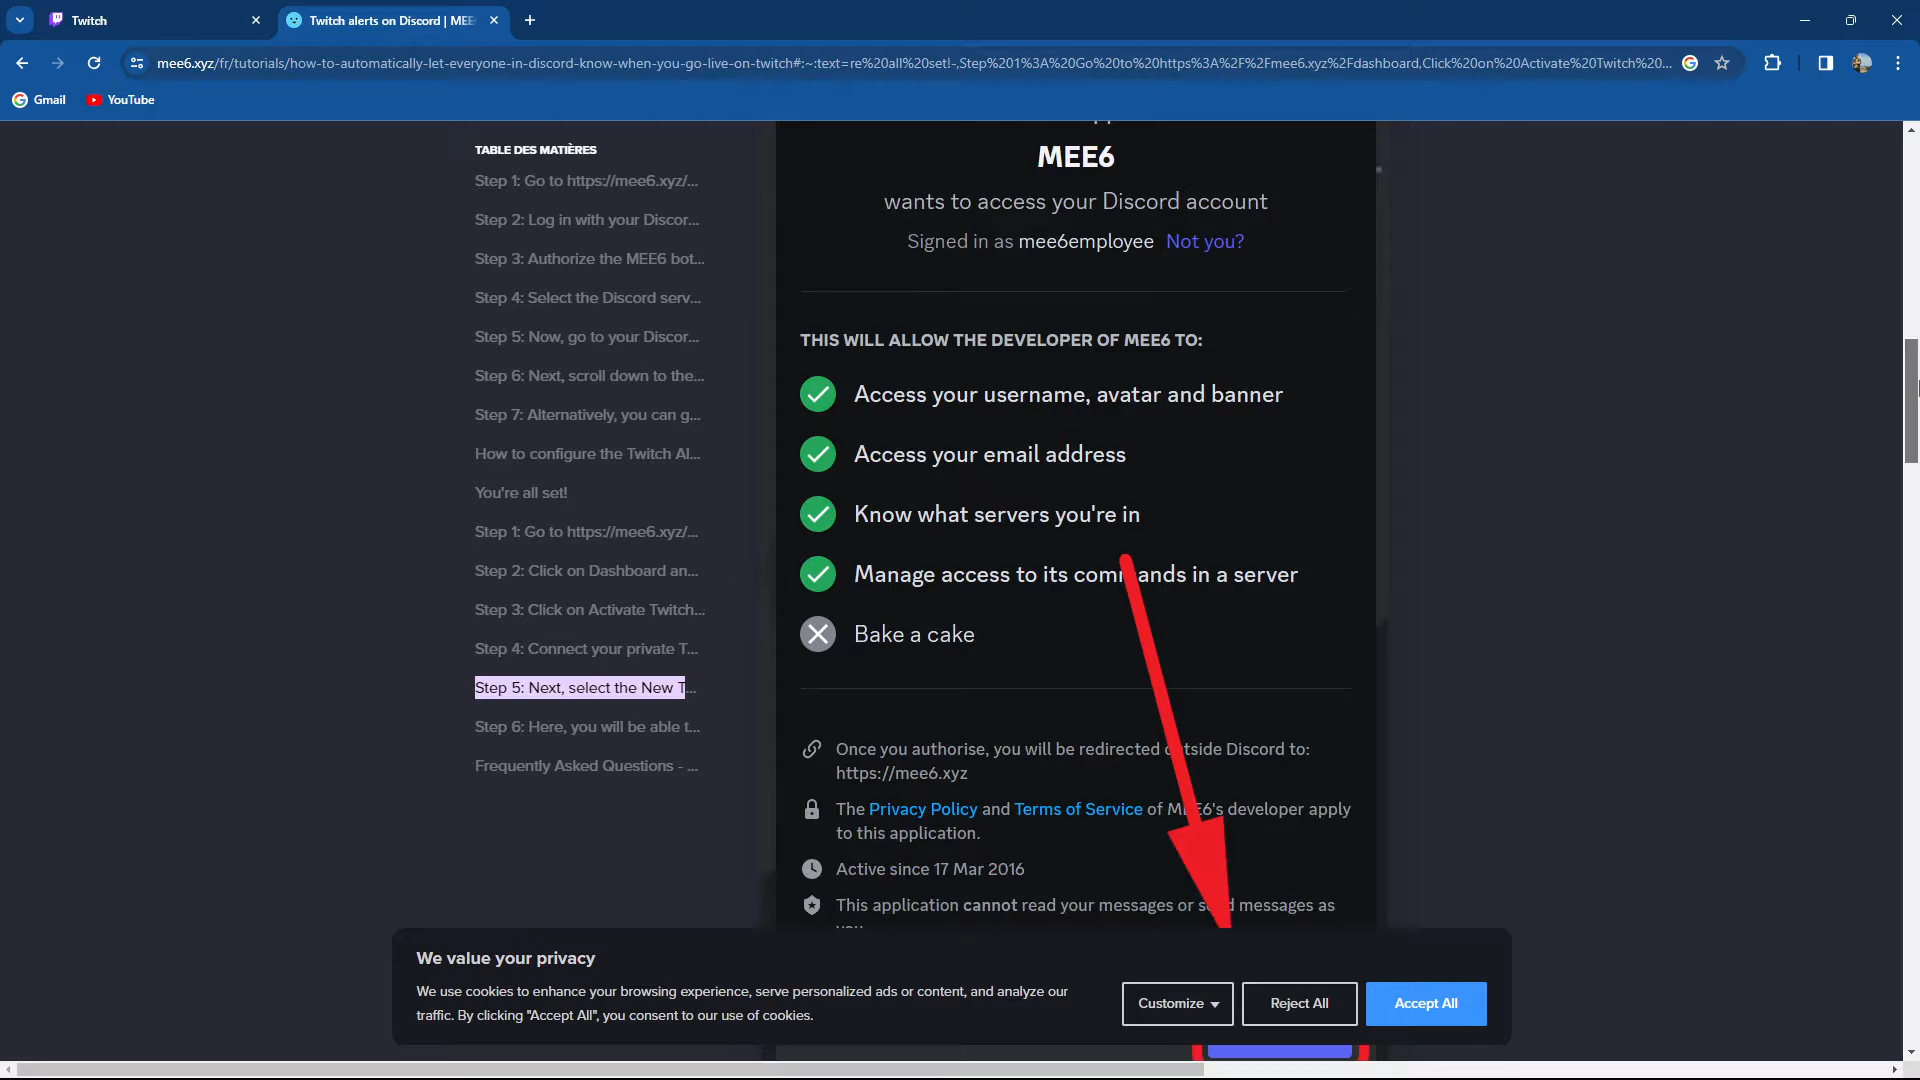 Twitch
Twitch alerts on Discord | MEE
mee6.xyz/fr/tutorials/how-to-automatically-let-everyone-in-discord-know-when-you-go-live-on-twitch#:~:text=re%20all%20set!-,Step%201%3A%20Go%20to%20https%3A%2F%2Fmee6.xyz%2Fdashboard,Click%20on%20Activate%20Twitch%20...
Gmail
YouTube
TABLE DES MATIÈRES
Step 1: Go to https://mee6.xyz/...
Step 2: Log in with your Discor...
Step 3: Authorize the MEE6 bot...
Step 4: Select the Discord serv...
Step 5: Now, go to your Discor...
Step 6: Next, scroll down to the...
Step 7: Alternatively, you can g...
How to configure the Twitch Al...
You're all set!
Step 1: Go to https://mee6.xyz/...
Step 2: Click on Dashboard an...
Step 3: Click on Activate Twitch...
Step 4: Connect your private T...
Step 5: Next, select the New T...
Step 6: Here, you will be able t...
Frequently Asked Questions - ...
MEE6
wants to access your Discord account
Signed in as mee6employee Not you?
THIS WILL ALLOW THE DEVELOPER OF MEE6 TO:
Access your username, avatar and banner
Access your email address
Know what servers you're in
Manage access to its commands in a server
Bake a cake
Once you authorise, you will be redirected outside Discord to:
https://mee6.xyz
The Privacy Policy and Terms of Service of MEE6's developer apply
to this application.
Active since 17 Mar 2016
This application cannot read your messages or send messages as
you.
We value your privacy
We use cookies to enhance your browsing experience, serve personalized ads or content, and analyze our
traffic. By clicking "Accept All", you consent to our use of cookies.
Customize
Reject All
Accept All